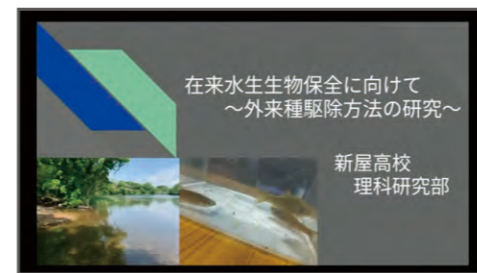 在来水生生物保全に向けて
～外来種駆除方法の研究～
新屋高校
理科研究部